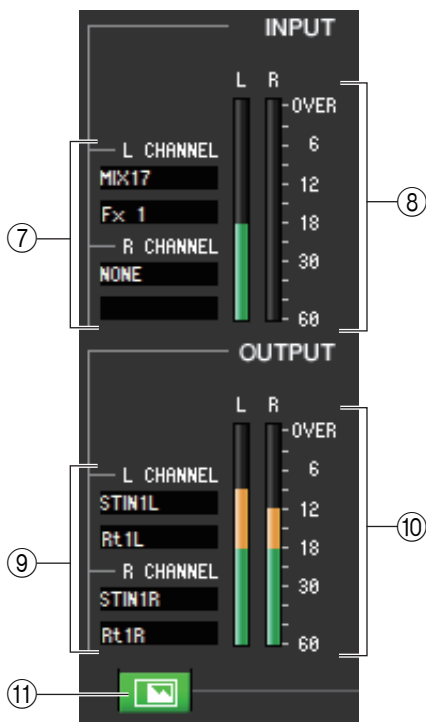 INPUT
L R
OVER
6
12
18
30
60
L CHANNEL
MIX17
Fx 1
R CHANNEL
NONE
⑦
⑧
OUTPUT
L R
OVER
6
12
18
30
60
L CHANNEL
STIN1L
Rt1L
R CHANNEL
STIN1R
Rt1R
⑨
⑩
⑪